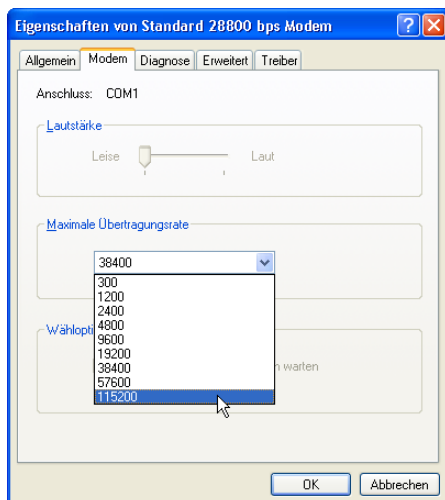 Eigenschaften von Standard 28800 bps Modem
Allgemein Modem Diagnose Erweitert Treiber
Anschluss: COM1
Lautstärke
Leise Laut
Maximale Übertragungsrate
38400
300
1200
2400
4800
9600
19200
38400
57600
115200
warten
OK Abbrechen